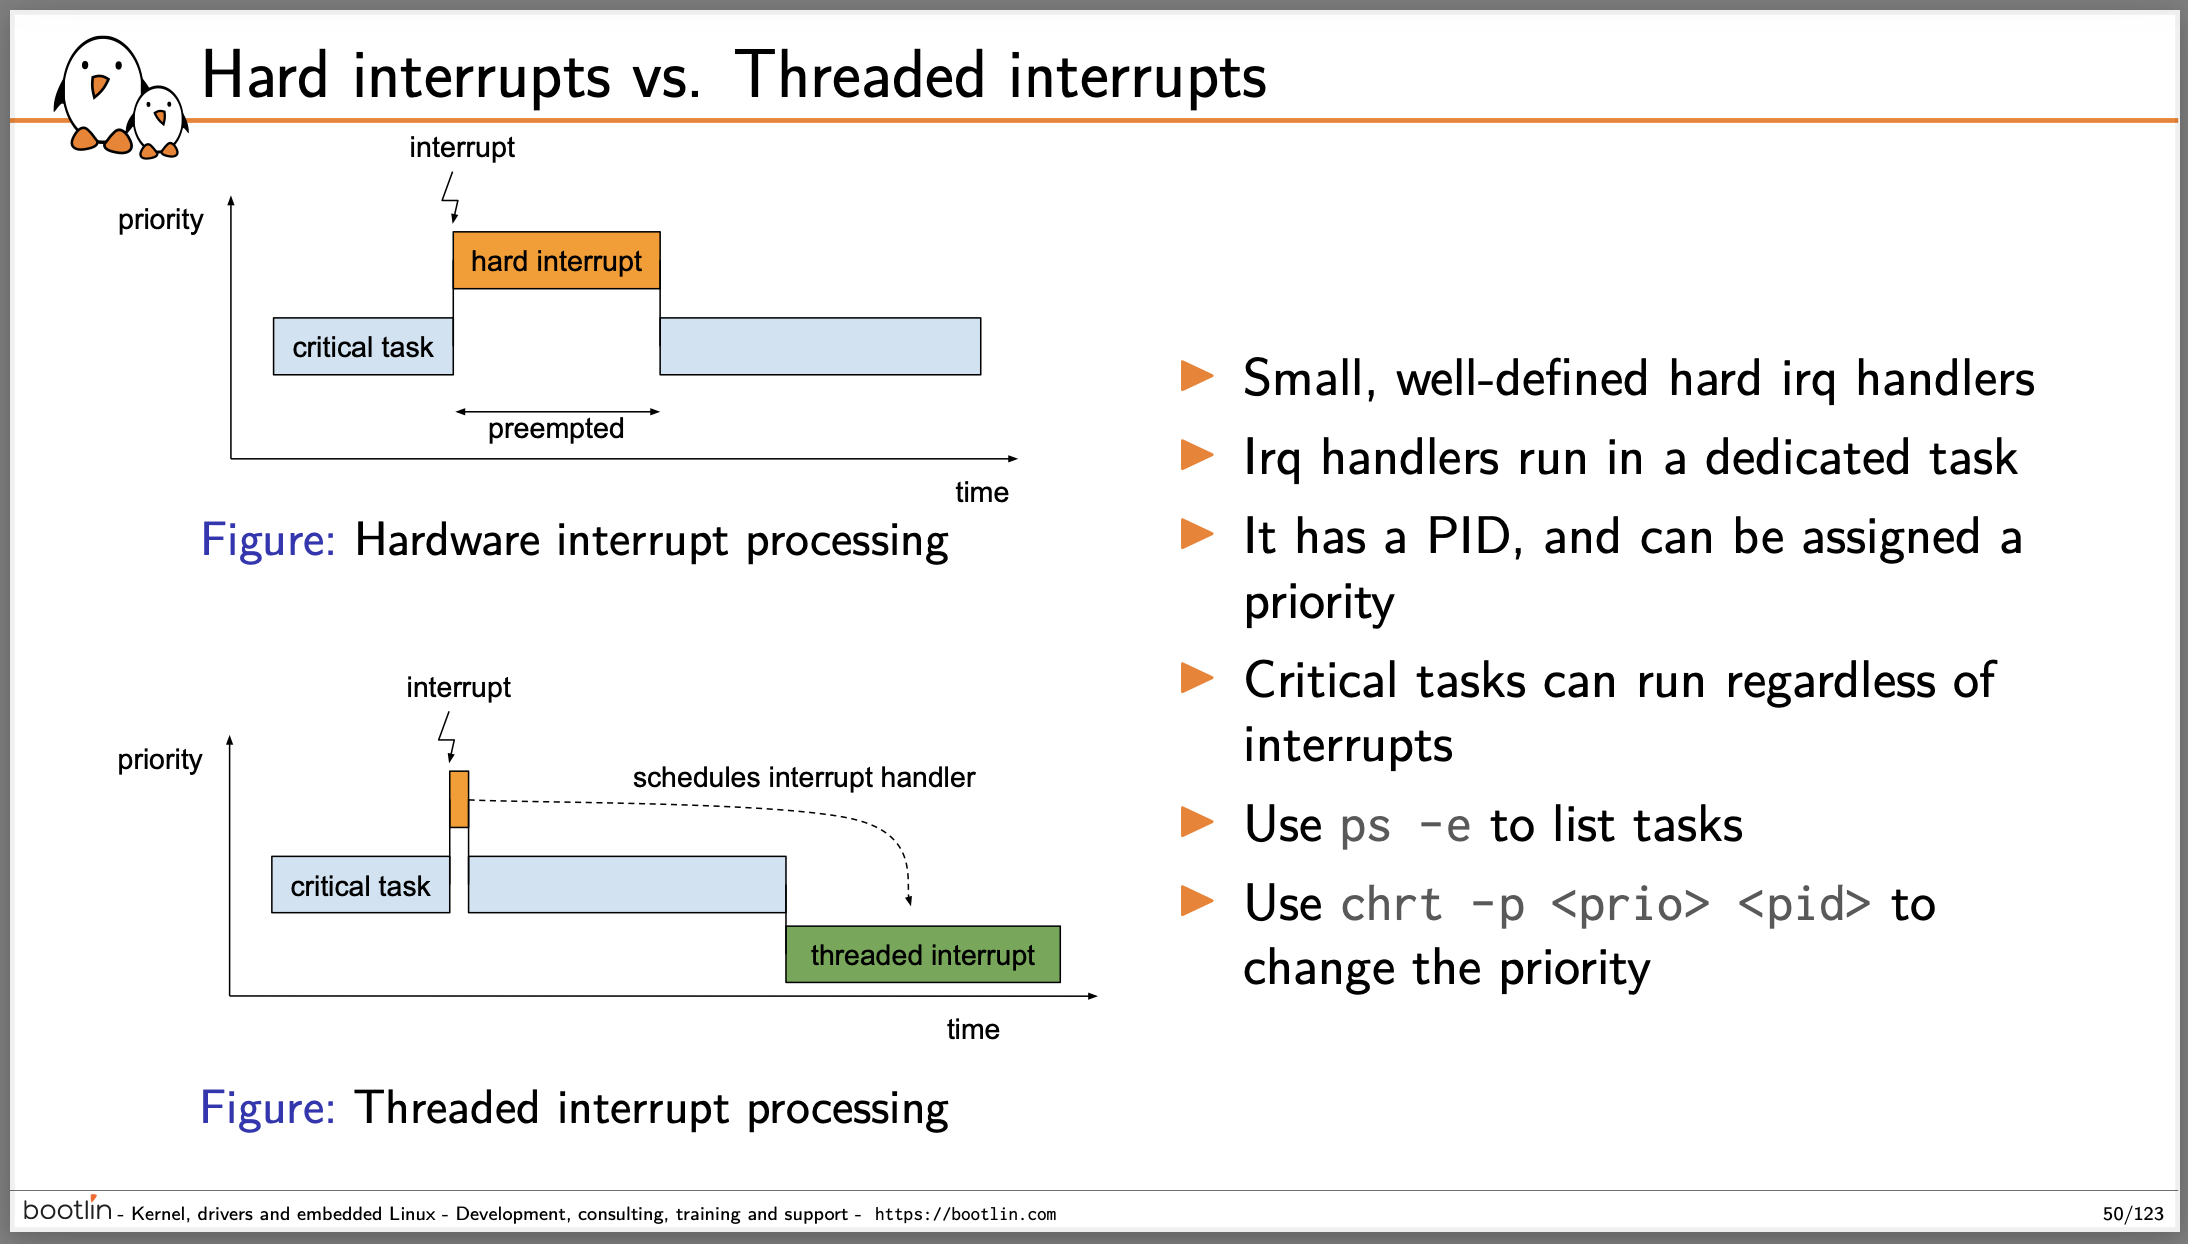 Hard interrupts vs. Threaded interrupts
interrupt
priority
hard interrupt
critical task
preempted
time
Figure: Hardware interrupt processing
interrupt
priority
schedules interrupt handler
critical task
threaded interrupt
time
Figure: Threaded interrupt processing
Small, well-defined hard irq handlers
Irq handlers run in a dedicated task
It has a PID, and can be assigned a
priority
Critical tasks can run regardless of
interrupts
Use ps -e to list tasks
Use chrt -p <prio> <pid> to
change the priority
bootlin - Kernel, drivers and embedded Linux - Development, consulting, training and support - https://bootlin.com
50/123